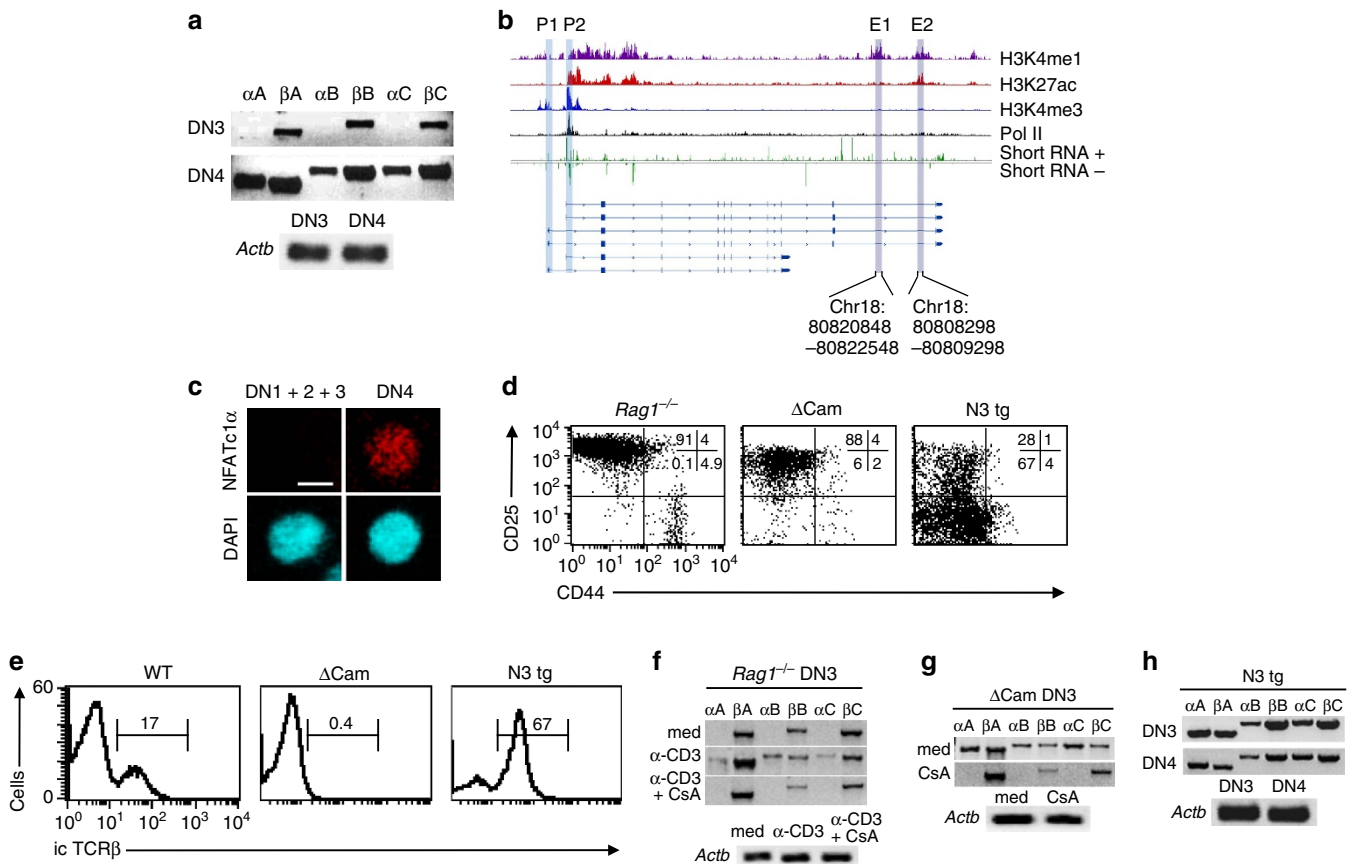 a
αA βA αB βB αC βC
DN3
DN4
DN3 DN4
Actb
b
P1 P2 E1 E2
H3K4me1
H3K27ac
H3K4me3
Pol II
Short RNA +
Short RNA –
Chr18:
80820848
–80822548
Chr18:
80808298
–80809298
c
DN1 + 2 + 3 DN4
NFATc1α
DAPI
d
Rag1–/– ΔCam N3 tg
10⁴
10³
10²
10¹
10⁰
91 4
0.1 4.9
88 4
6 2
28 1
67 4
10⁰ 10¹ 10² 10³ 10⁴
CD25
CD44
e
WT ΔCam N3 tg
60
0
Cells
17
0.4
67
10⁰ 10¹ 10² 10³ 10⁴
ic TCRβ
f
Rag1–/– DN3
αA βA αB βB αC βC
med
α-CD3
α-CD3
+ CsA
med α-CD3 α-CD3
+ CsA
Actb
g
ΔCam DN3
αA βA αB βB αC βC
med
CsA
med CsA
Actb
h
N3 tg
αA βA αB βB αC βC
DN3
DN4
DN3 DN4
Actb